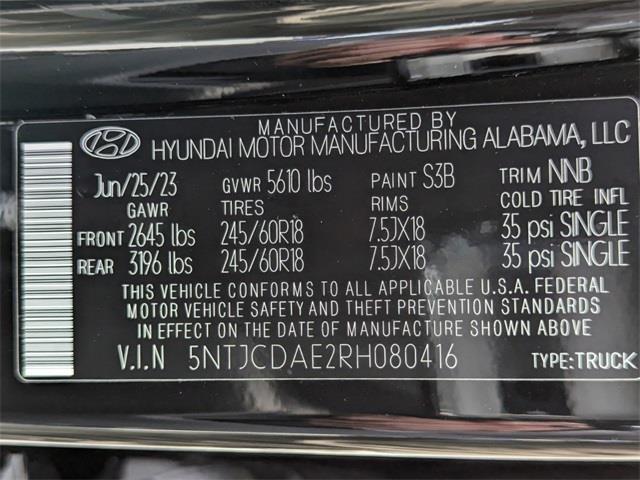 MANUFACTURED BY
HYUNDAI MOTOR MANUFACTURING ALABAMA, LLC
Jun/25/23 GVWR 5610 lbs PAINT S3B TRIM NNB
GAWR TIRES RIMS COLD TIRE INFL
FRONT 2645 lbs 245/60R18 7.5JX18 35 psi SINGLE
REAR 3196 lbs 245/60R18 7.5JX18 35 psi SINGLE
THIS VEHICLE CONFORMS TO ALL APPLICABLE U.S.A. FEDERAL
MOTOR VEHICLE SAFETY AND THEFT PREVENTION STANDARDS
IN EFFECT ON THE DATE OF MANUFACTURE SHOWN ABOVE
V.I.N 5NTJCDAE2RH080416 TYPE:TRUCK